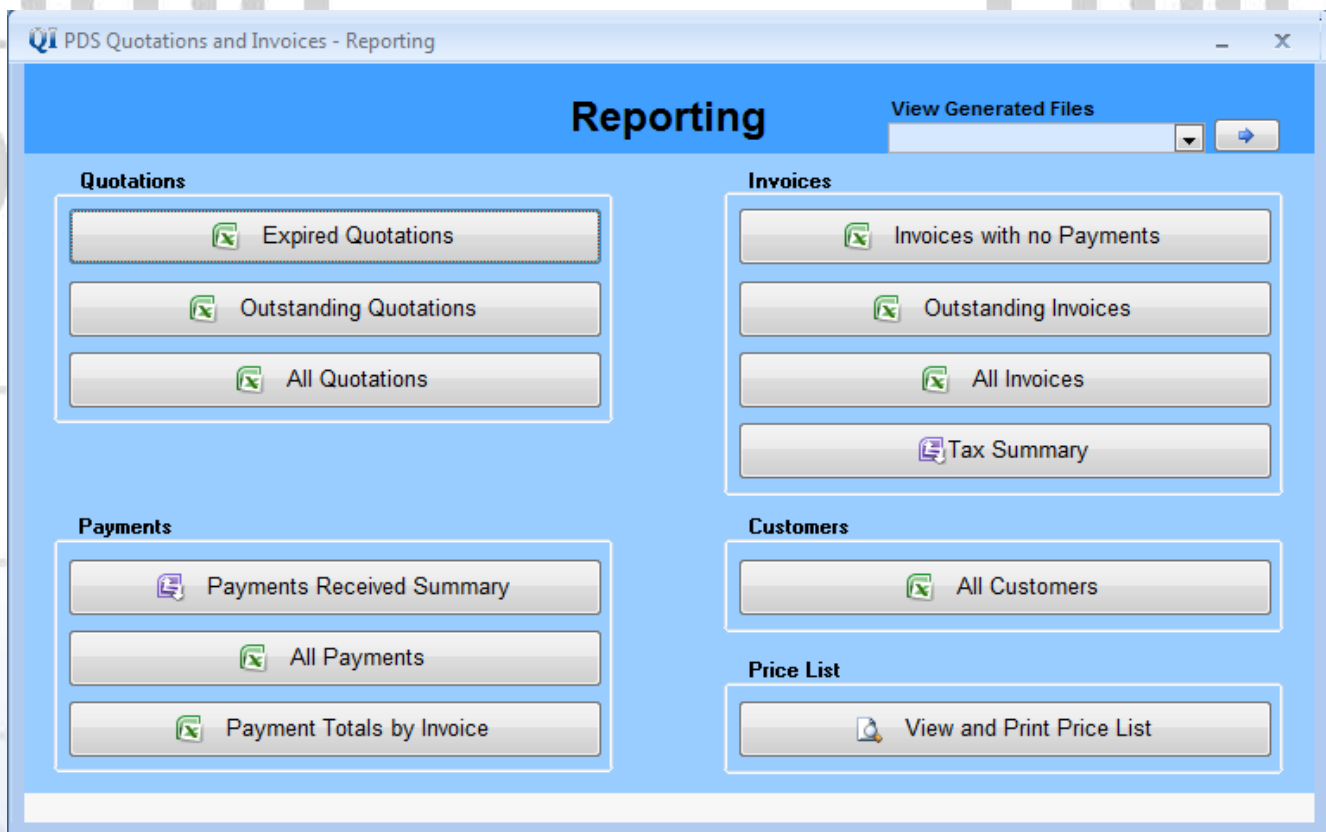 QI PDS Quotations and Invoices - Reporting
Reporting
View Generated Files
Quotations
Expired Quotations
Outstanding Quotations
All Quotations
Invoices
Invoices with no Payments
Outstanding Invoices
All Invoices
Tax Summary
Payments
Payments Received Summary
All Payments
Payment Totals by Invoice
Customers
All Customers
Price List
View and Print Price List